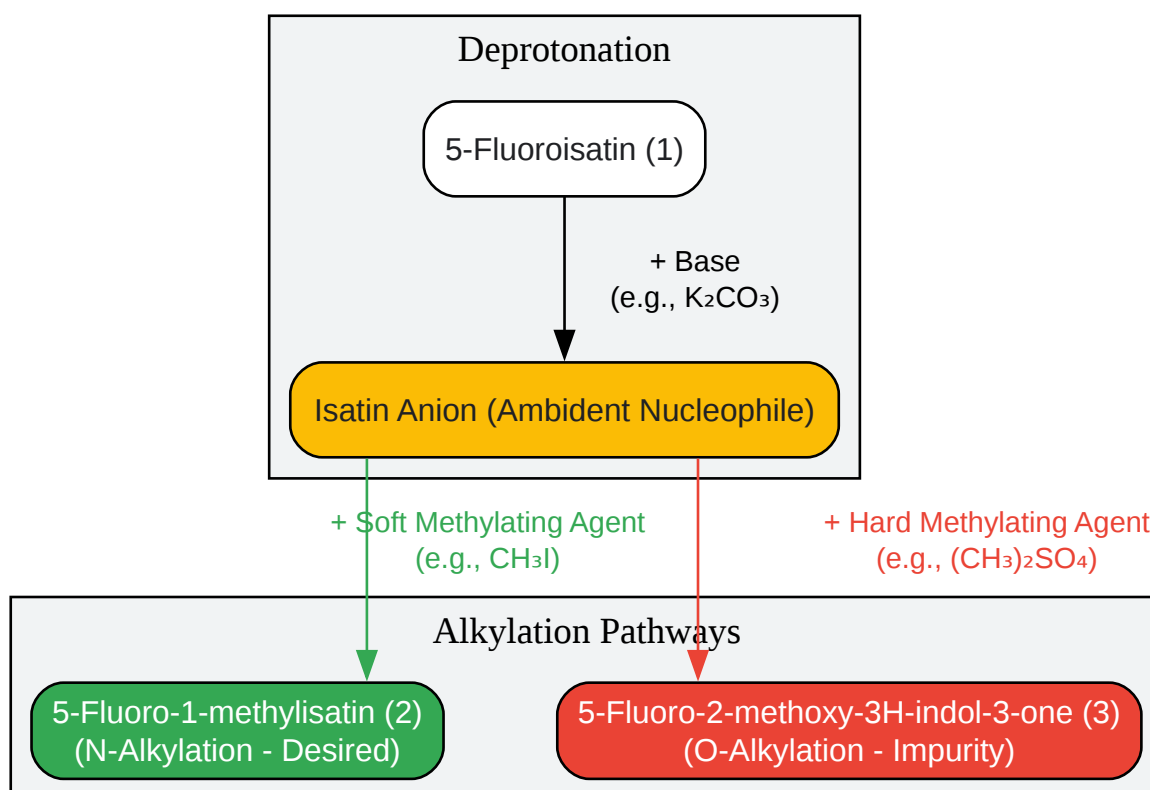 Deprotonation
5-Fluoroisatin (1)
+ Base
(e.g., K₂CO₃)
Isatin Anion (Ambident Nucleophile)
+ Soft Methylating Agent
(e.g., CH₃I)
+ Hard Methylating Agent
(e.g., (CH₃)₂SO₄)
Alkylation Pathways
5-Fluoro-1-methylisatin (2)
(N-Alkylation - Desired)
5-Fluoro-2-methoxy-3H-indol-3-one (3)
(O-Alkylation - Impurity)